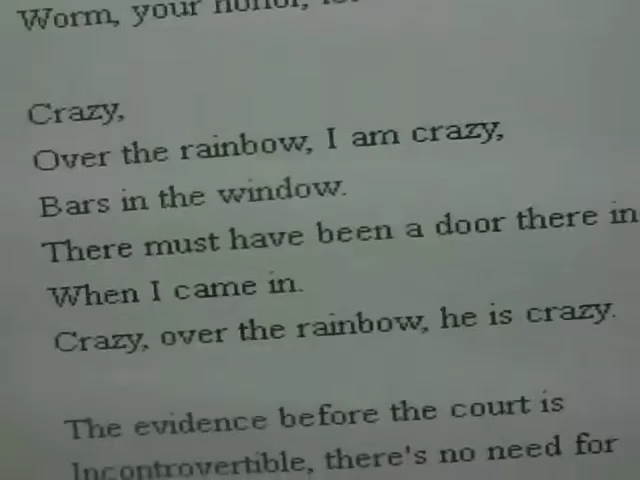 Worm, your honor,
Crazy,
Over the rainbow, I am crazy,
Bars in the window.
There must have been a door there in
When I came in.
Crazy, over the rainbow, he is crazy.
The evidence before the court is
Incontrovertible, there's no need for